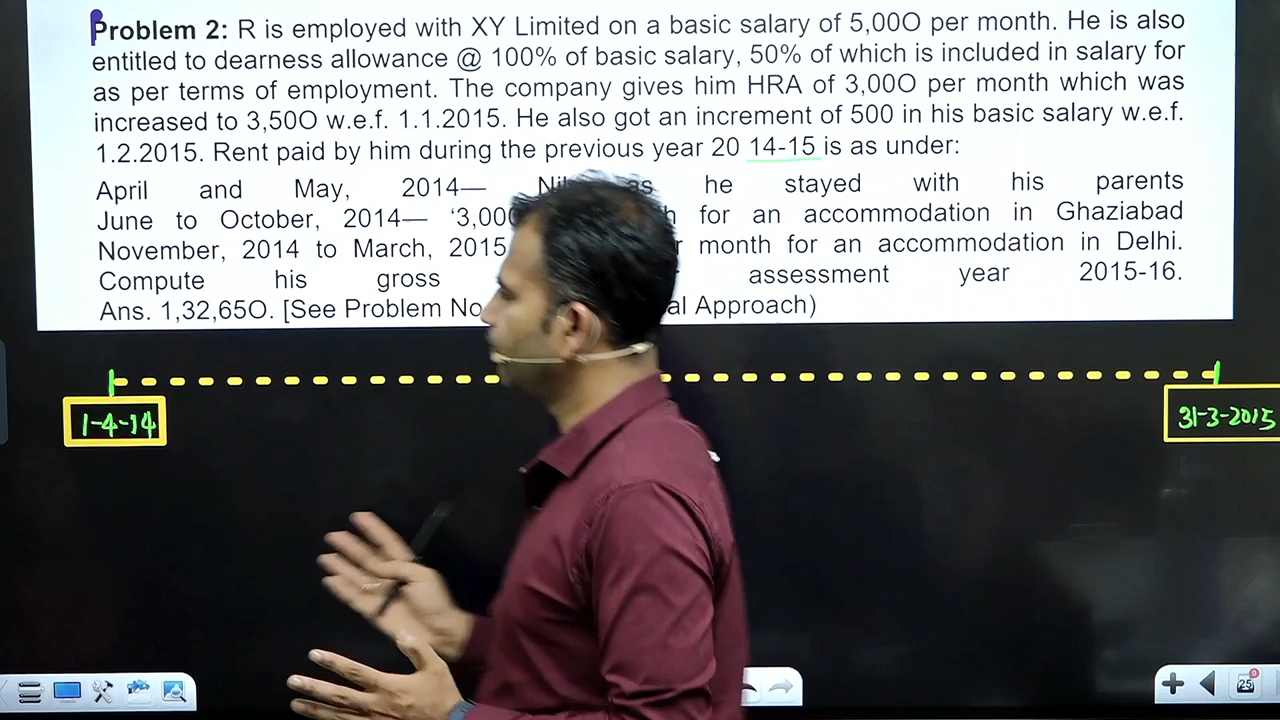 Problem 2: R is employed with XY Limited on a basic salary of 5,00O per month. He is also
entitled to dearness allowance @ 100% of basic salary, 50% of which is included in salary for
as per terms of employment. The company gives him HRA of 3,00O per month which was
increased to 3,50O w.e.f. 1.1.2015. He also got an increment of 500 in his basic salary w.e.f.
1.2.2015. Rent paid by him during the previous year 20 14-15 is as under:
April and May, 2014— he stayed with his parents
June to October, 2014— ‘3,000 for an accommodation in Ghaziabad
November, 2014 to March, 2015 month for an accommodation in Delhi.
Compute his gross assessment year 2015-16.
Ans. 1,32,65O. [See Problem No Approach)
1-4-14
31-3-2015
25